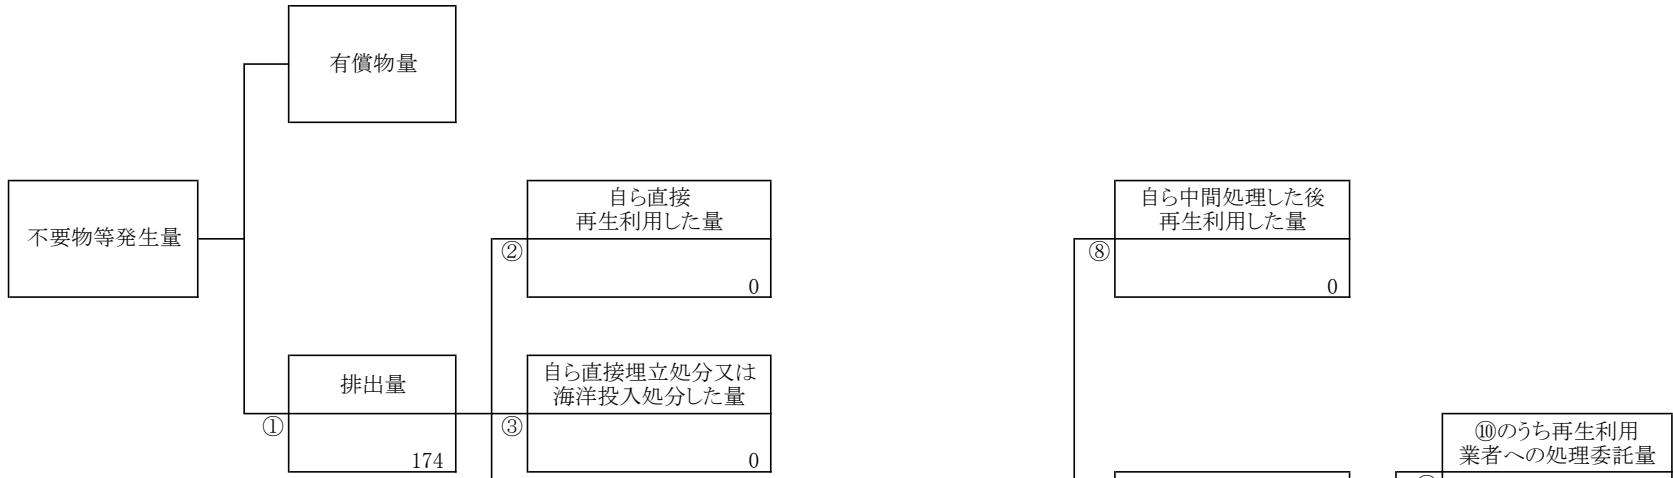 有償物量
不要物等発生量
自ら直接
再生利用した量
②
0
自ら中間処理した後
再生利用した量
⑧
0
排出量
①
174
自ら直接埋立処分又は
海洋投入処分した量
③
0
⑩のうち再生利用
業者への処理委託量